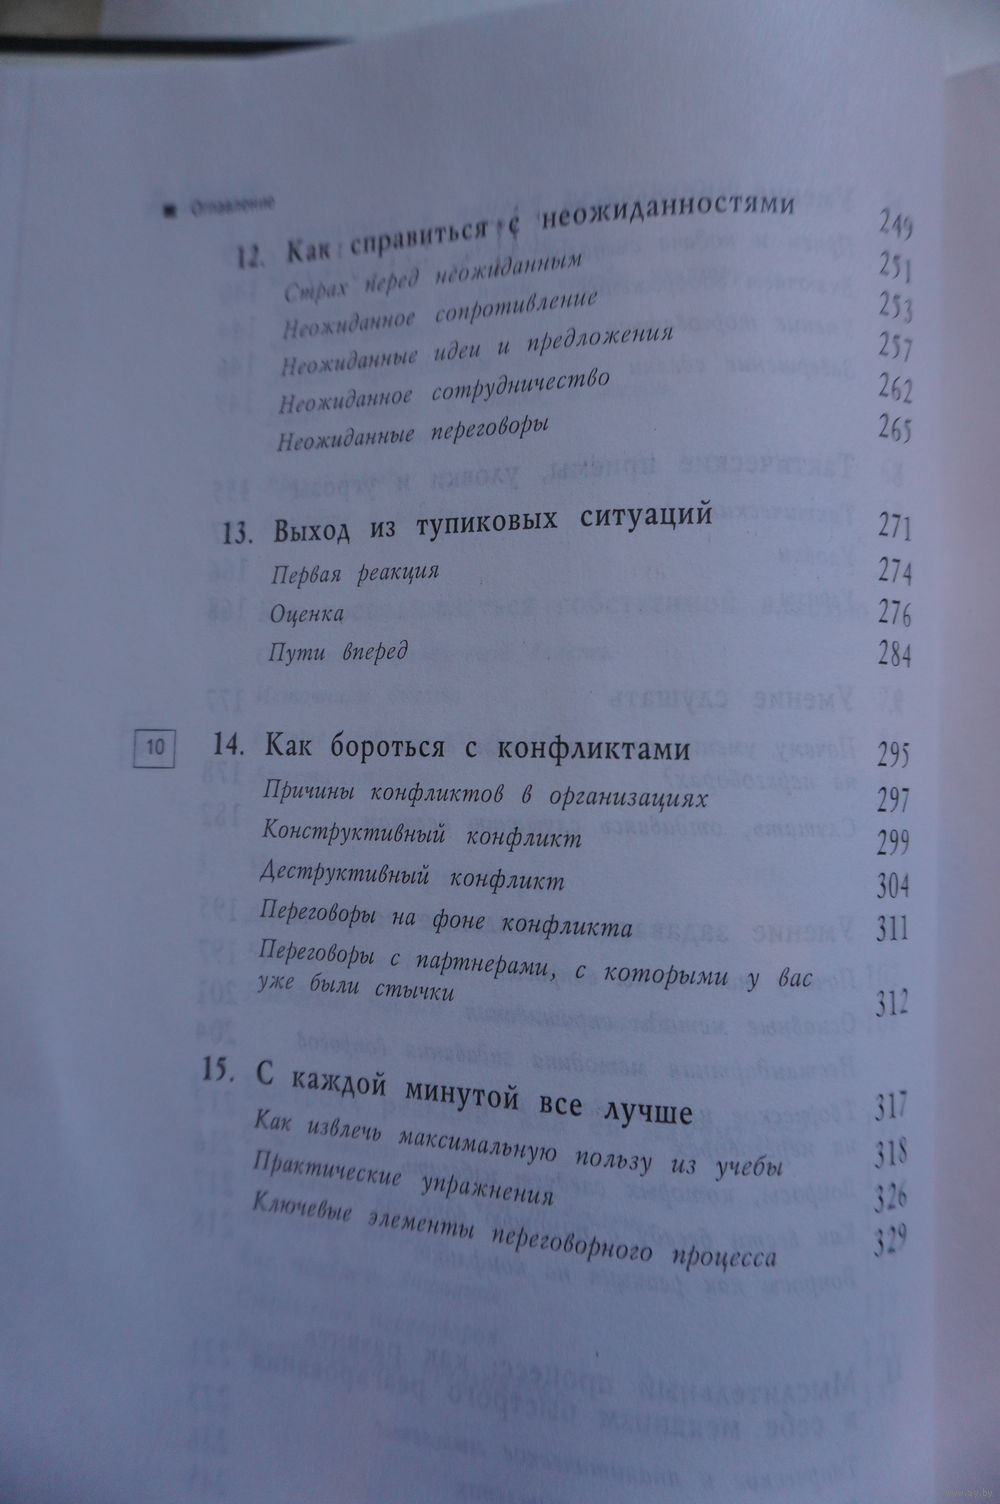 ■ Оглавление
12. Как справиться с неожиданностями 249
Страх перед неожиданным 251
Неожиданное сопротивление 253
Неожиданные идеи и предложения 257
Неожиданное сотрудничество 262
Неожиданные переговоры 265
13. Выход из тупиковых ситуаций 271
Первая реакция 274
Оценка 276
Пути вперед 284
10
14. Как бороться с конфликтами 295
Причины конфликтов в организациях 297
Конструктивный конфликт 299
Деструктивный конфликт 304
Переговоры на фоне конфликта 311
Переговоры с партнерами, с которыми у вас
уже были стычки 312
15. С каждой минутой все лучше 317
Как извлечь максимальную пользу из учебы 318
Практические упражнения 326
Ключевые элементы переговорного процесса 329
www.ay.by